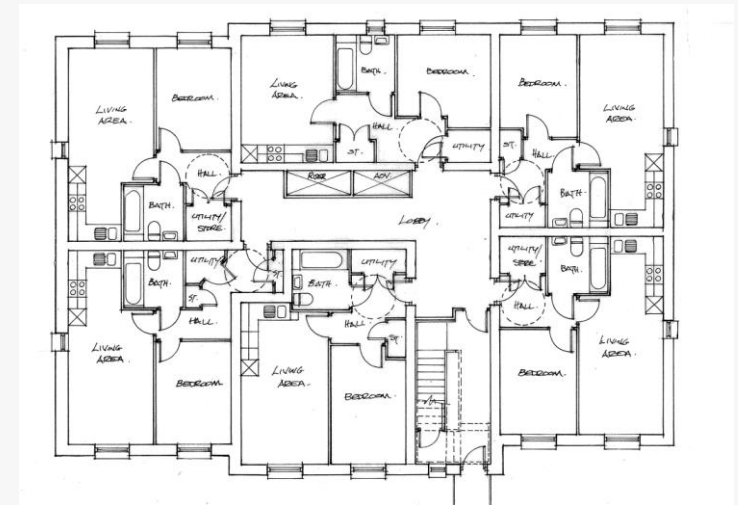 LIVING
AREA.
BEDROOM.
LIVING
AREA.
BATH.
BEDROOM.
BEDROOM.
LIVING
AREA.
HALL
ST.
UTILITY
ST.
HALL
HALL.
RISER
AOV.
BATH.
UTILITY/
STORE
BATH.
UTILITY
LOBBY
UTILITY
ST.
BATH.
UTILITY
UTILITY/
STORE
BATH.
BATH.
ST.
HALL.
HALL
ST.
HALL
LIVING
AREA.
BEDROOM.
LIVING
AREA.
BEDROOM.
BEDROOM.
LIVING
AREA.